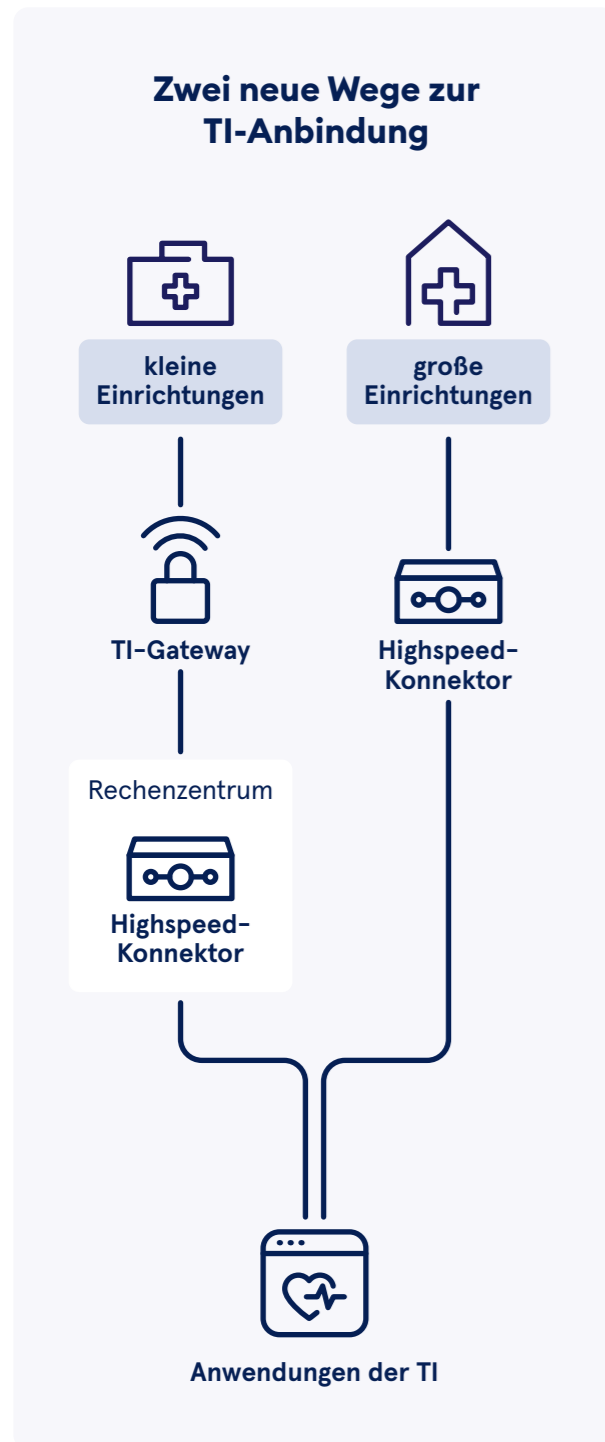 Zwei neue Wege zur
TI-Anbindung
kleine
Einrichtungen
große
Einrichtungen
TI-Gateway
Highspeed-
Konnektor
Rechenzentrum
Highspeed-
Konnektor
Anwendungen der TI